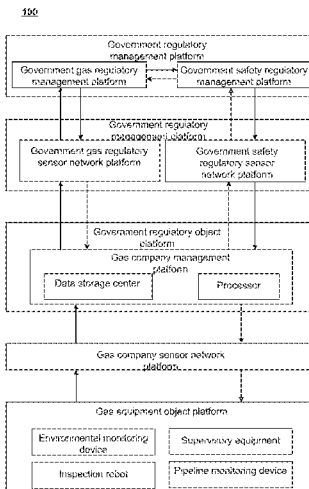 100
Government regulatory
management platform
Government gas regulatory
management platform
Government safety regulatory
management platform
Government regulatory
management platform
Government gas regulatory
sensor network platform
Government safety
regulatory sensor
network platform
Government regulatory object
platform
Gas company management
platform
Data storage center
Processor
Gas company sensor network
platform
Gas equipment object platform
Environmental monitoring
device
Supervisory equipment
Inspection robot
Pipeline monitoring device